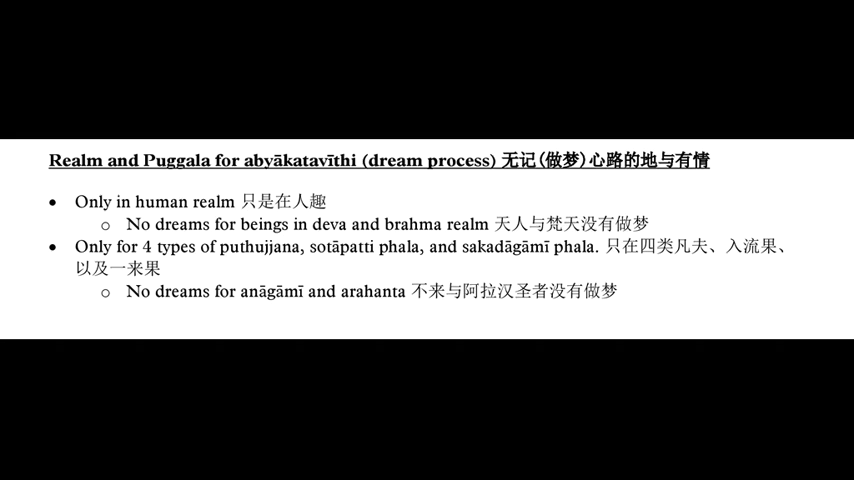 Realm and Puggala for abyākatavīthi (dream process) 无记(做梦)心路的地与有情
• Only in human realm 只是在人趣
o No dreams for beings in deva and brahma realm 天人与梵天没有做梦
• Only for 4 types of puthujjana, sotāpatti phala, and sakadāgāmī phala. 只在四类凡夫、入流果、
以及一来果
o No dreams for anāgāmī and arahanta 不来与阿拉汉圣者没有做梦